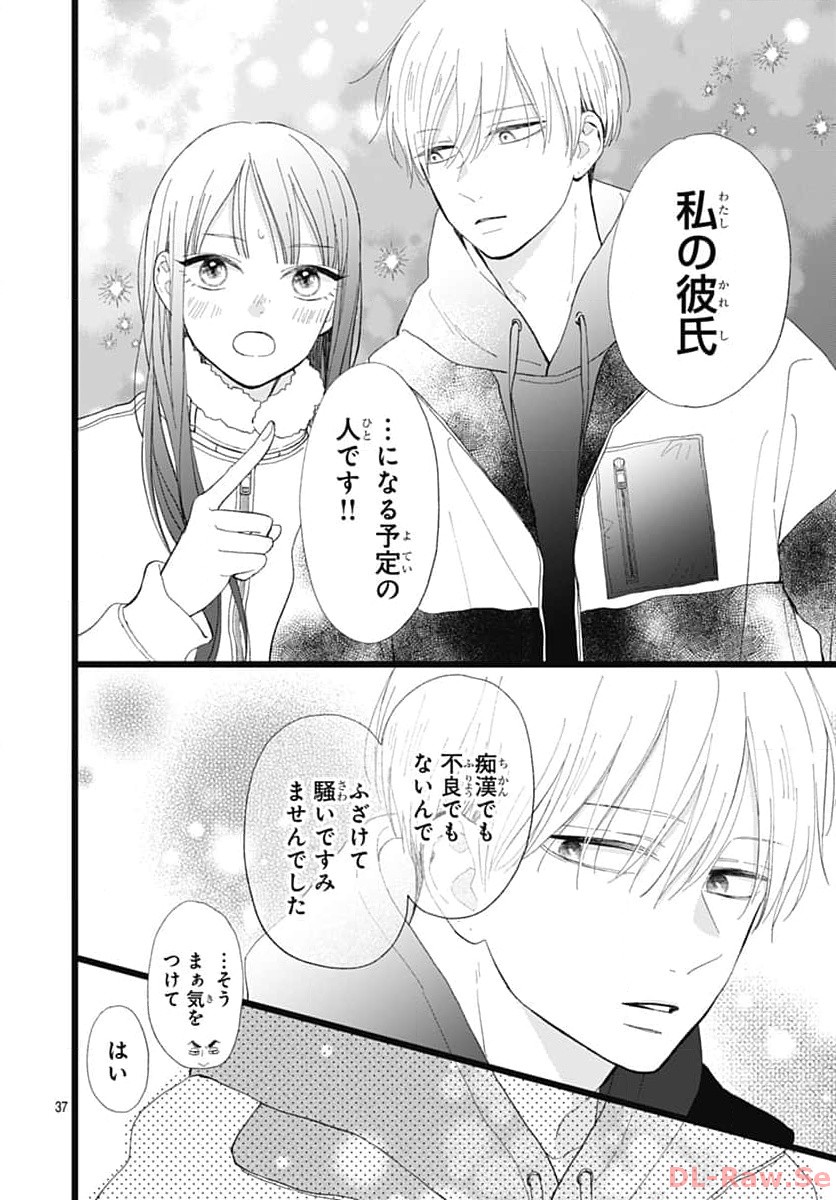 私の彼氏
…になる予定の
人です!!
痴漢でも
不良でも
ないんで
ふざけて
騒いですみ
ませんでした
…そう
まぁ気を
つけて
はい
37
DL-Raw.Se